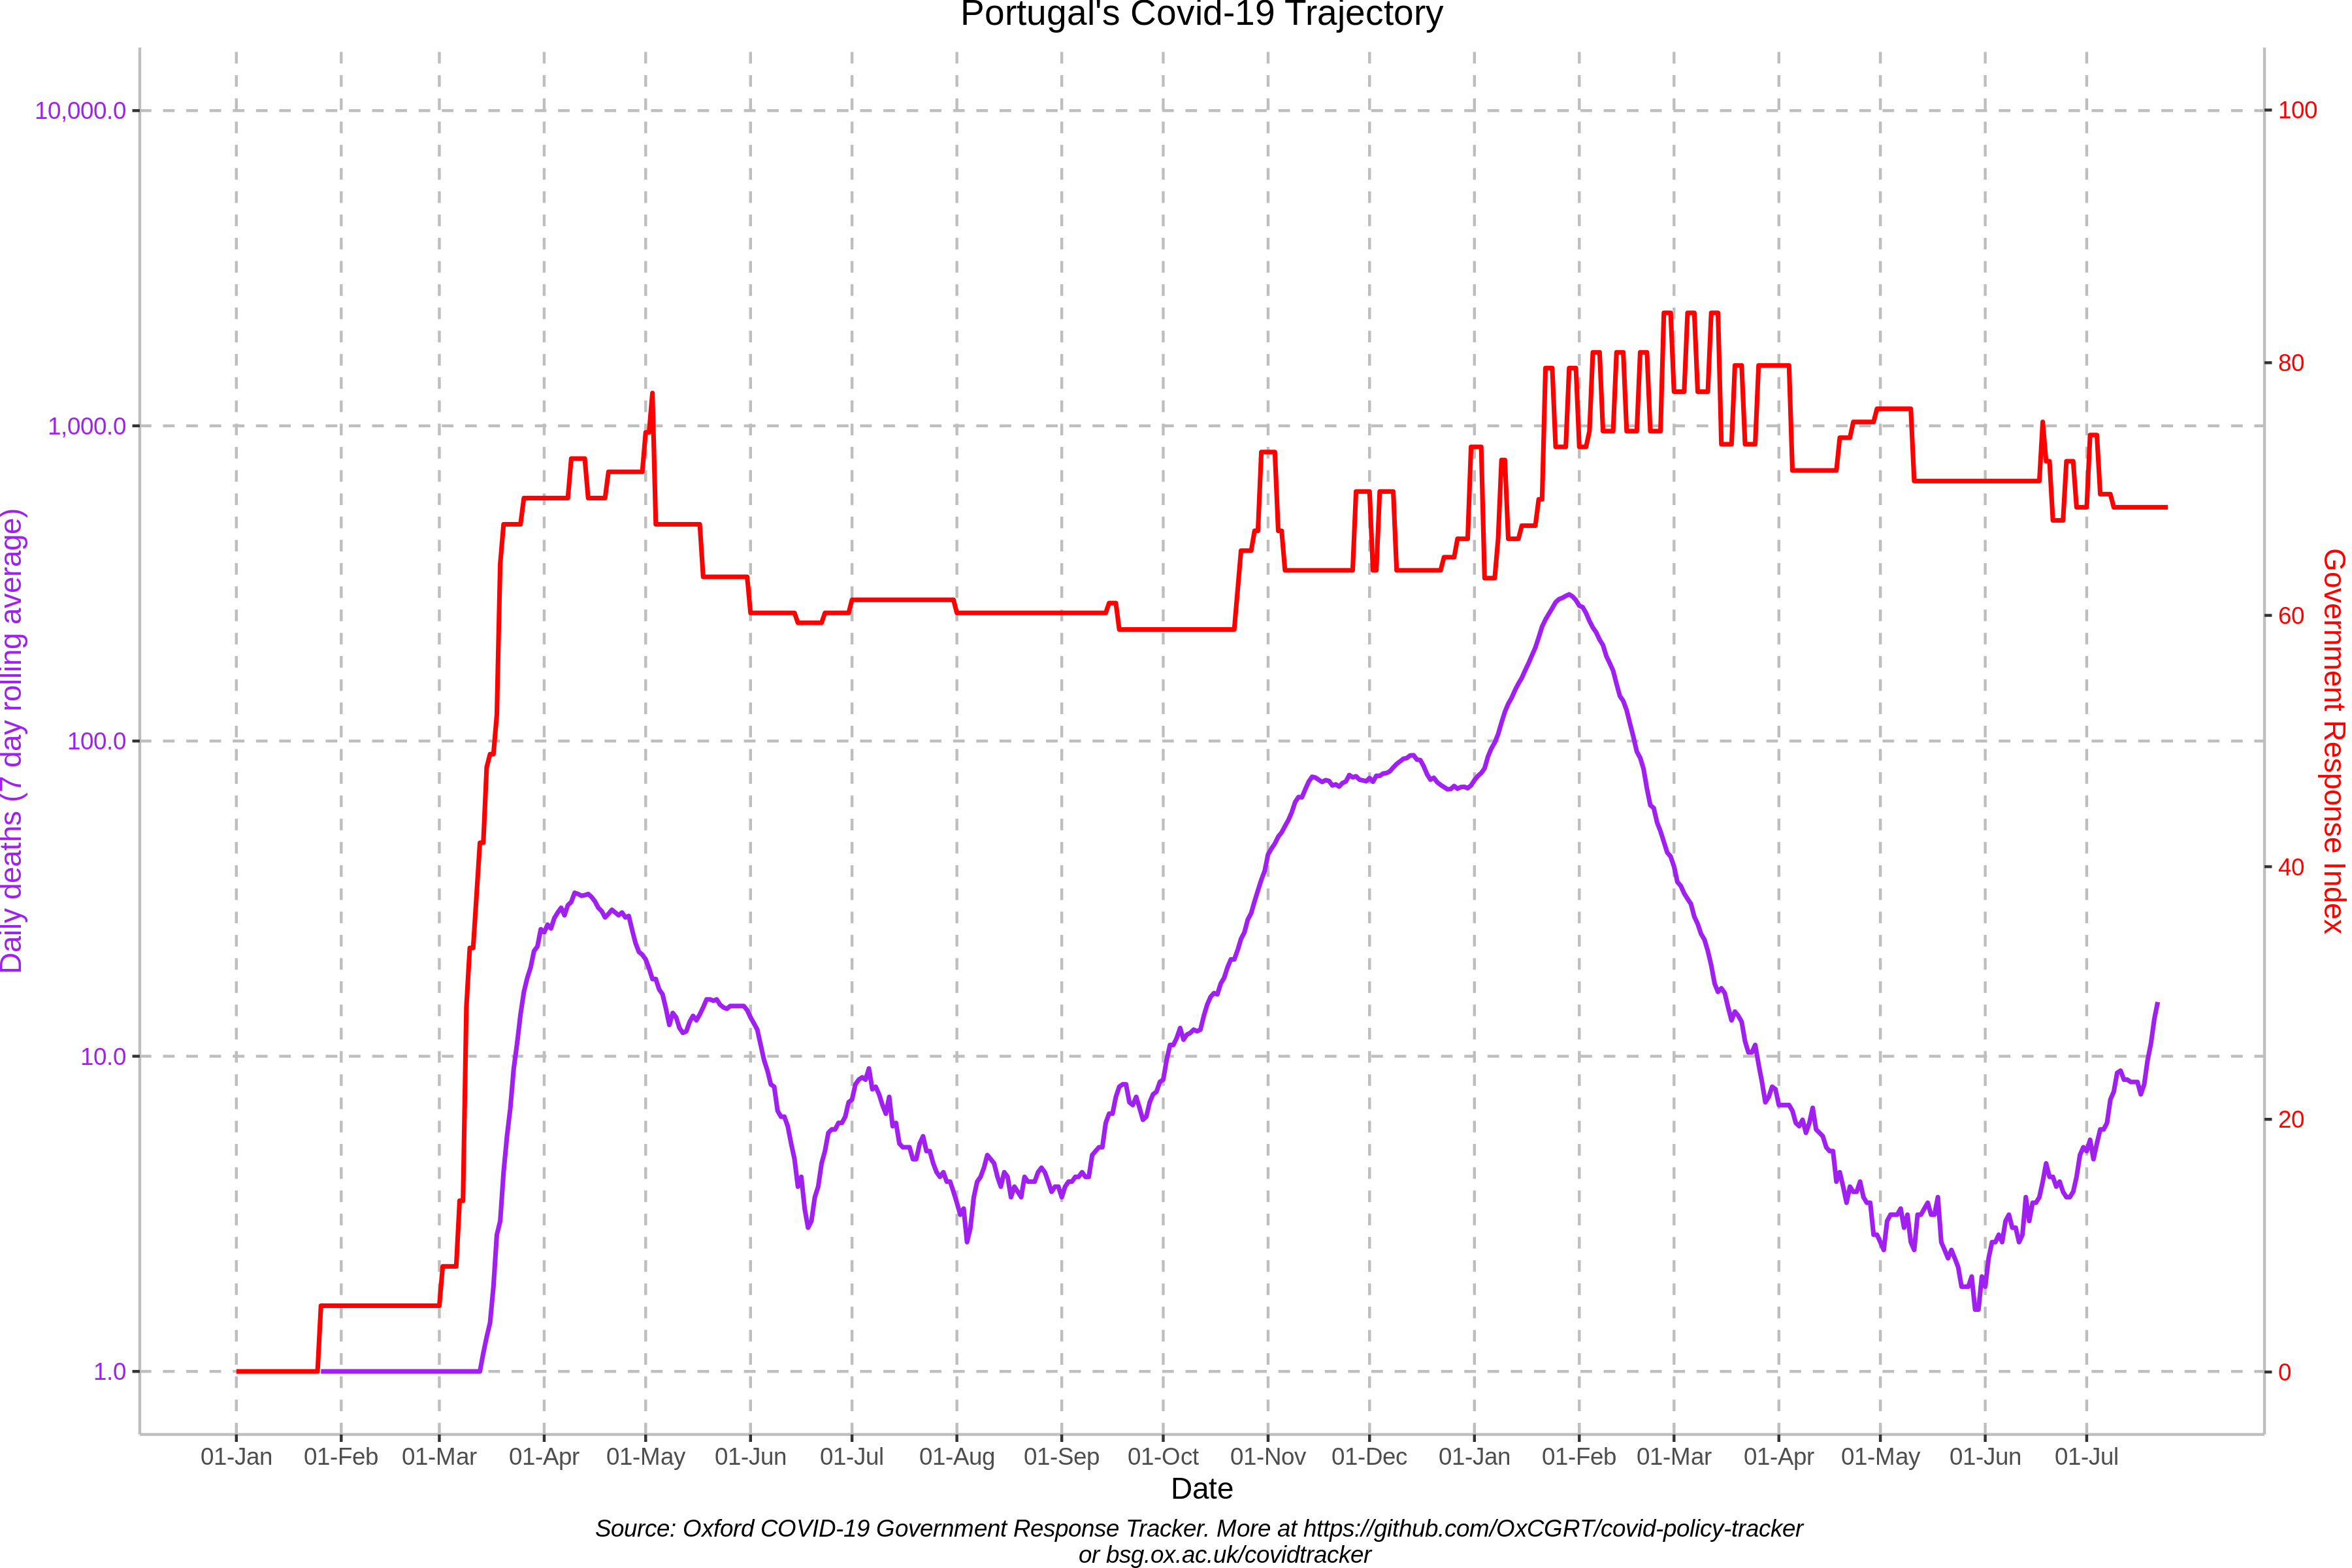 Portugal's Covid-19 Trajectory
10,000.0
1,000.0
100.0
10.0
1.0
Daily deaths (7 day rolling average)
100
80
60
40
20
0
Government Response Index
01-Jan 01-Feb 01-Mar 01-Apr 01-May 01-Jun 01-Jul 01-Aug 01-Sep 01-Oct 01-Nov 01-Dec 01-Jan 01-Feb 01-Mar 01-Apr 01-May 01-Jun 01-Jul
Date
Source: Oxford COVID-19 Government Response Tracker. More at https://github.com/OxCGRT/covid-policy-tracker
or bsg.ox.ac.uk/covidtracker